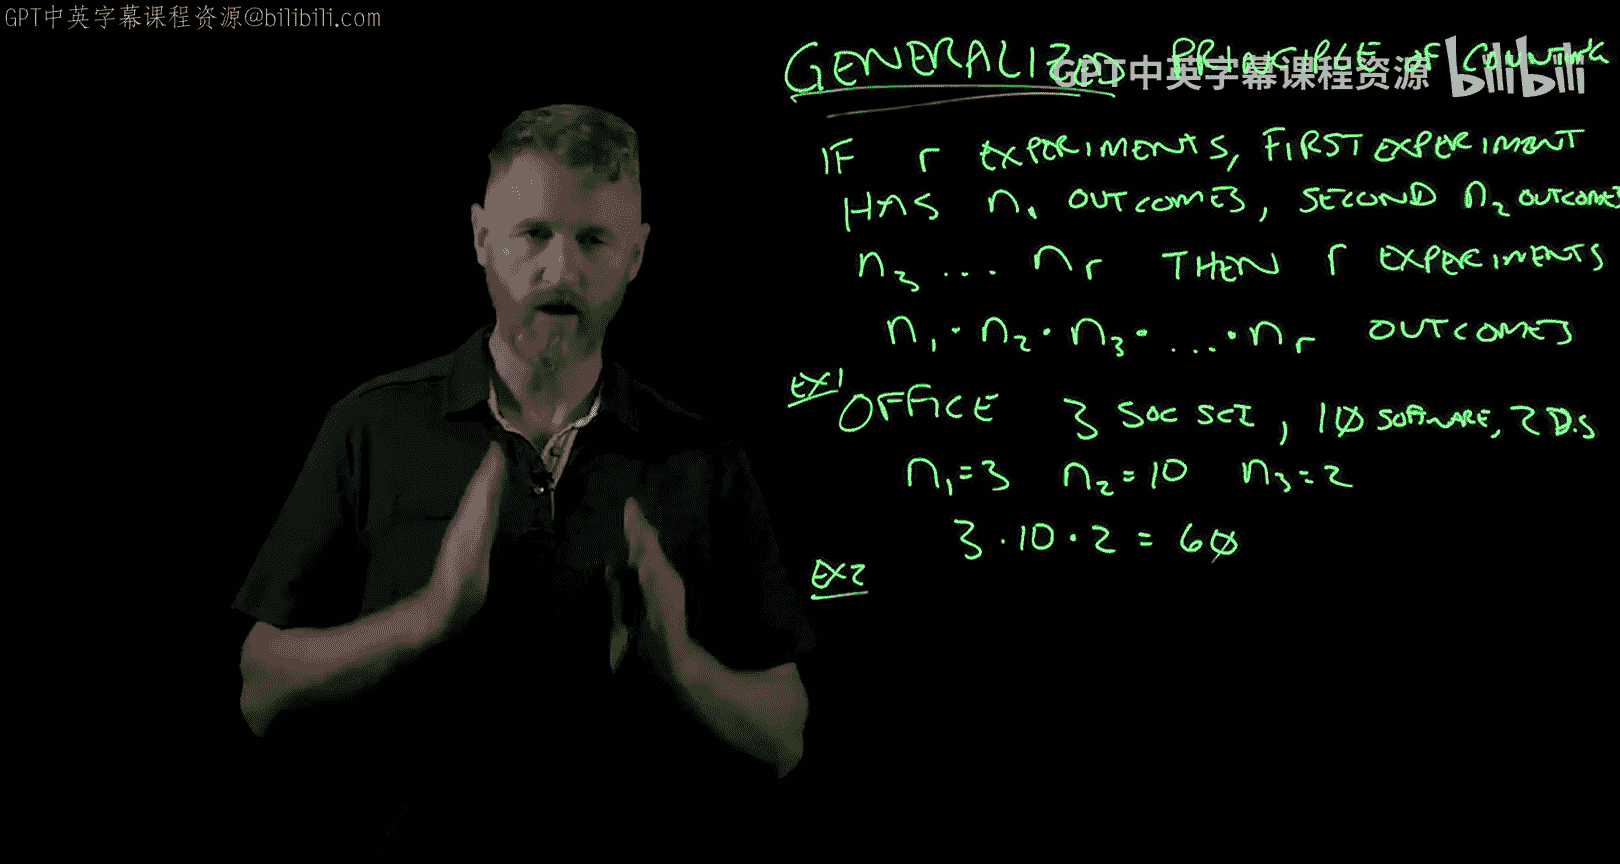 GPT中英字幕课程资源@bilibili.com
GENERALIZED PRINCIPLE OF COUNTING
GPT中英字幕课程资源 bilibili
IF r EXPERIMENTS, FIRST EXPERIMENT
HAS n₁ OUTCOMES, SECOND n₂ OUTCOMES
n₃ ... nᵣ THEN r EXPERIMENTS
n₁ · n₂ · n₃ · ... · nᵣ OUTCOMES
EX1 OFFICE 3 SOC SCI, 10 SOFTWARE, 2 D.S
n₁=3 n₂=10 n₃=2
3 · 10 · 2 = 60
EX2